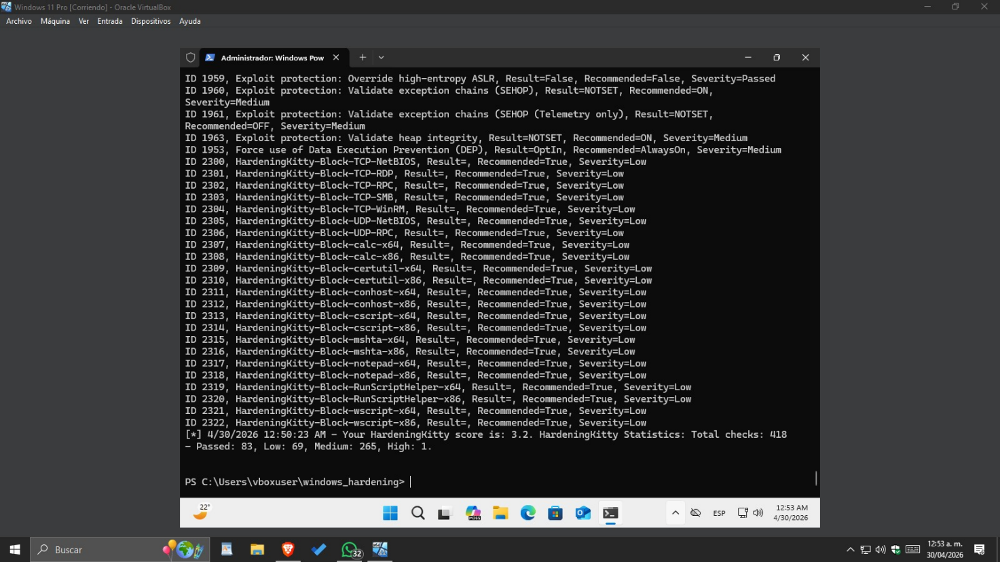 Windows 11 Pro [Corriendo] - Oracle VirtualBox
Archivo Máquina Ver Entrada Dispositivos Ayuda
Administrador: Windows Pow
ID 1959, Exploit protection: Override high-entropy ASLR, Result=False, Recommended=False, Severity=Passed
ID 1960, Exploit protection: Validate exception chains (SEHOP), Result=NOTSET, Recommended=ON,
Severity=Medium
ID 1961, Exploit protection: Validate exception chains (SEHOP (Telemetry only), Result=NOTSET,
Recommended=OFF, Severity=Medium
ID 1963, Exploit protection: Validate heap integrity, Result=NOTSET, Recommended=ON, Severity=Medium
ID 1953, Force use of Data Execution Prevention (DEP), Result=OptIn, Recommended=AlwaysOn, Severity=Medium
ID 2300, HardeningKitty-Block-TCP-NetBIOS, Result=, Recommended=True, Severity=Low
ID 2301, HardeningKitty-Block-TCP-RDP, Result=, Recommended=True, Severity=Low
ID 2302, HardeningKitty-Block-TCP-RPC, Result=, Recommended=True, Severity=Low
ID 2303, HardeningKitty-Block-TCP-SMB, Result=, Recommended=True, Severity=Low
ID 2304, HardeningKitty-Block-TCP-WinRM, Result=, Recommended=True, Severity=Low
ID 2305, HardeningKitty-Block-UDP-NetBIOS, Result=, Recommended=True, Severity=Low
ID 2306, HardeningKitty-Block-UDP-RPC, Result=, Recommended=True, Severity=Low
ID 2307, HardeningKitty-Block-calc-x64, Result=, Recommended=True, Severity=Low
ID 2308, HardeningKitty-Block-calc-x86, Result=, Recommended=True, Severity=Low
ID 2309, HardeningKitty-Block-certutil-x64, Result=, Recommended=True, Severity=Low
ID 2310, HardeningKitty-Block-certutil-x86, Result=, Recommended=True, Severity=Low
ID 2311, HardeningKitty-Block-conhost-x64, Result=, Recommended=True, Severity=Low
ID 2312, HardeningKitty-Block-conhost-x86, Result=, Recommended=True, Severity=Low
ID 2313, HardeningKitty-Block-cscript-x64, Result=, Recommended=True, Severity=Low
ID 2314, HardeningKitty-Block-cscript-x86, Result=, Recommended=True, Severity=Low
ID 2315, HardeningKitty-Block-mshta-x64, Result=, Recommended=True, Severity=Low
ID 2316, HardeningKitty-Block-mshta-x86, Result=, Recommended=True, Severity=Low
ID 2317, HardeningKitty-Block-notepad-x64, Result=, Recommended=True, Severity=Low
ID 2318, HardeningKitty-Block-notepad-x86, Result=, Recommended=True, Severity=Low
ID 2319, HardeningKitty-Block-RunScriptHelper-x64, Result=, Recommended=True, Severity=Low
ID 2320, HardeningKitty-Block-RunScriptHelper-x86, Result=, Recommended=True, Severity=Low
ID 2321, HardeningKitty-Block-wscript-x64, Result=, Recommended=True, Severity=Low
ID 2322, HardeningKitty-Block-wscript-x86, Result=, Recommended=True, Severity=Low
[*] 4/30/2026 12:50:23 AM - Your HardeningKitty score is: 3.2. HardeningKitty Statistics: Total checks: 418
- Passed: 83, Low: 69, Medium: 265, High: 1.
PS C:\Users\vboxuser\windows_hardening>
22°
M365
ESP
12:53 AM
4/30/2026
Buscar
32
12:53 a. m.
30/04/2026